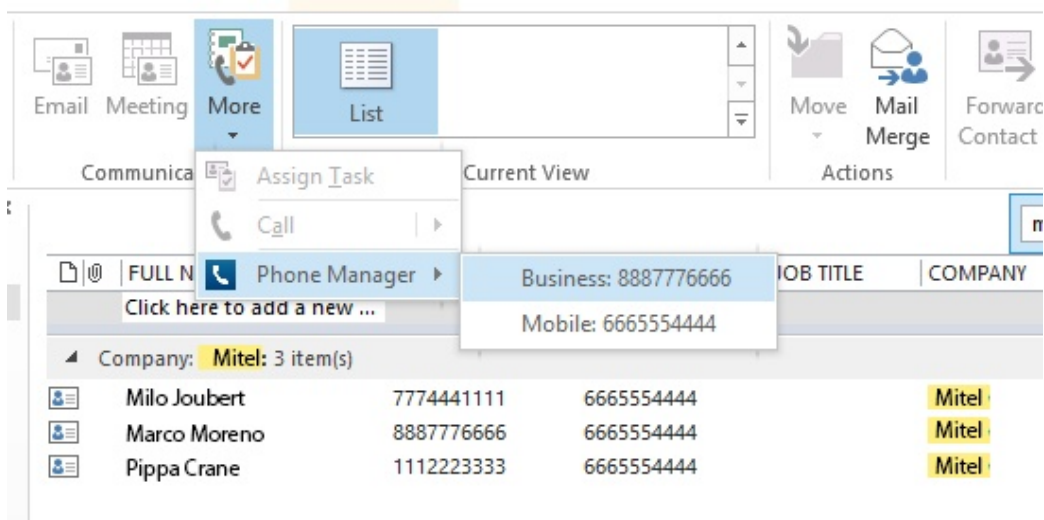 Email Meeting More List Move Mail Merge Forward Contact
Communica Current View Actions
Assign Task
Call
FULL N Phone Manager Business: 8887776666 JOB TITLE COMPANY
Click here to add a new ...
Mobile: 6665554444
Company: Mitel: 3 item(s)
Milo Joubert 7774441111 6665554444 Mitel
Marco Moreno 8887776666 6665554444 Mitel
Pippa Crane 1112223333 6665554444 Mitel